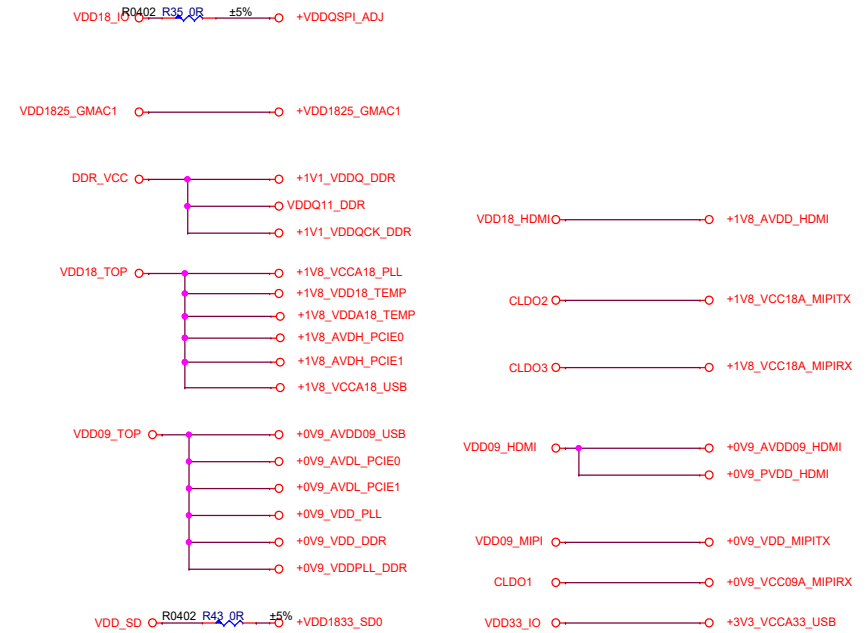 VDD18_IO R0402 R35 0R ±5% +VDDQSPI_ADJ
VDD1825_GMAC1 +VDD1825_GMAC1
DDR_VCC +1V1_VDDQ_DDR
VDDQ11_DDR
+1V1_VDDQCK_DDR
VDD18_TOP +1V8_VCCA18_PLL
+1V8_VDD18_TEMP
+1V8_VDDA18_TEMP
+1V8_AVDH_PCIE0
+1V8_AVDH_PCIE1
+1V8_VCCA18_USB
VDD09_TOP +0V9_AVDD09_USB
+0V9_AVDL_PCIE0
+0V9_AVDL_PCIE1
+0V9_VDD_PLL
+0V9_VDD_DDR
+0V9_VDDPLL_DDR
VDD_SD R0402 R43 0R ±5% +VDD1833_SD0
VDD18_HDMI +1V8_AVDD_HDMI
CLDO2 +1V8_VCC18A_MIPITX
CLDO3 +1V8_VCC18A_MIPIRX
VDD09_HDMI +0V9_AVDD09_HDMI
+0V9_PVDD_HDMI
VDD09_MIPI +0V9_VDD_MIPITX
CLDO1 +0V9_VCC09A_MIPIRX
VDD33_IO +3V3_VCCA33_USB